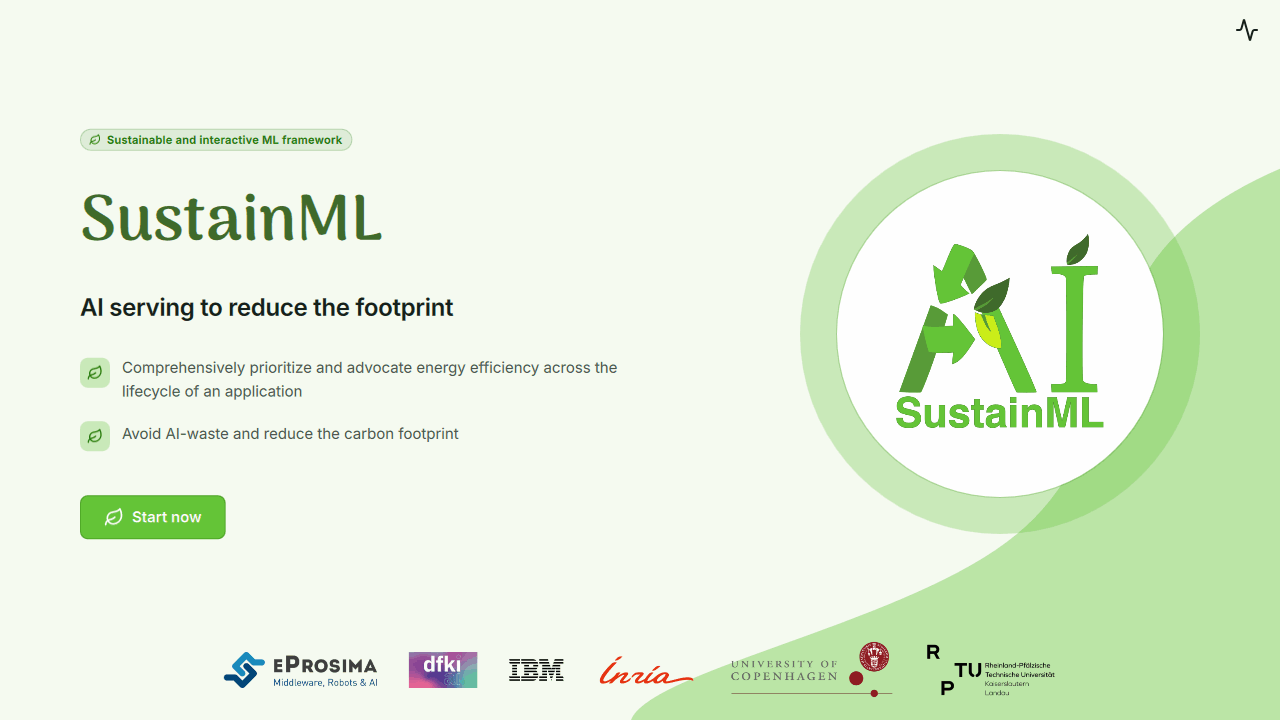 Sustainable and interactive ML framework
SustainML
AI serving to reduce the footprint
Comprehensively prioritize and advocate energy efficiency across the
lifecycle of an application
Avoid AI-waste and reduce the carbon footprint
Start now
AI
SustainML
ePROSIMA
Middleware, Robots & AI
dfki
IBM
Inría
UNIVERSITY OF
COPENHAGEN
R
TU
P
Rheinland-Pfälzische
Technische Universität
Kaiserslautern
Landau